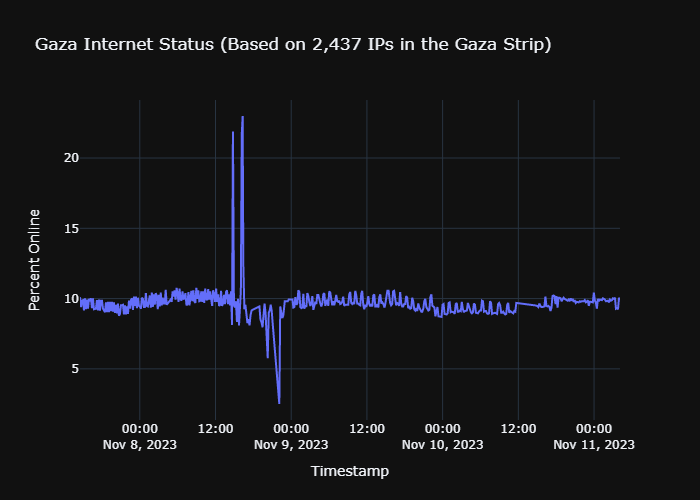 Gaza Internet Status (Based on 2,437 IPs in the Gaza Strip)
Percent Online
20
15
10
5
00:00 12:00 00:00 12:00 00:00 12:00 00:00
Nov 8, 2023 Nov 9, 2023 Nov 10, 2023 Nov 11, 2023
Timestamp